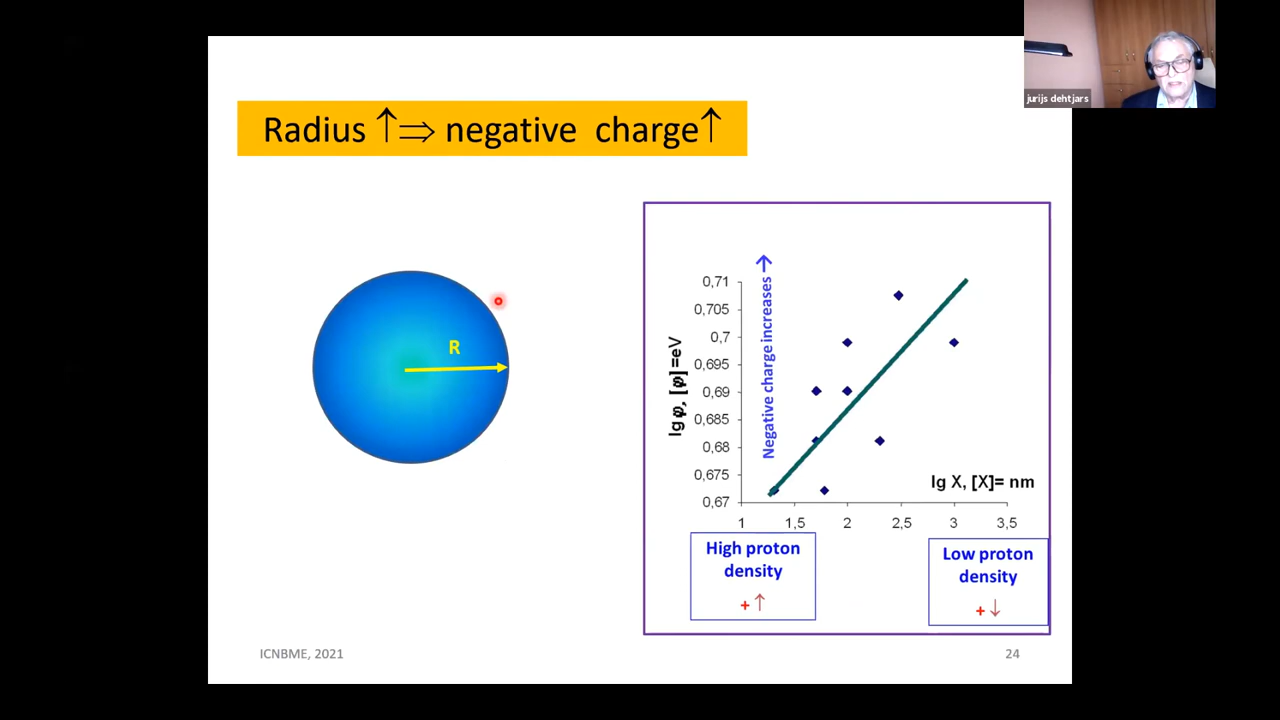 jurijs dehtjars
Radius ↑⇒ negative charge↑
R
Negative charge increases →
lg φ, [φ]=eV
0,71
0,705
0,7
0,695
0,69
0,685
0,68
0,675
0,67
lg X, [X]= nm
1
1,5
2
2,5
3
3,5
High proton
density
+ ↑
Low proton
density
+ ↓
ICNBME, 2021
24